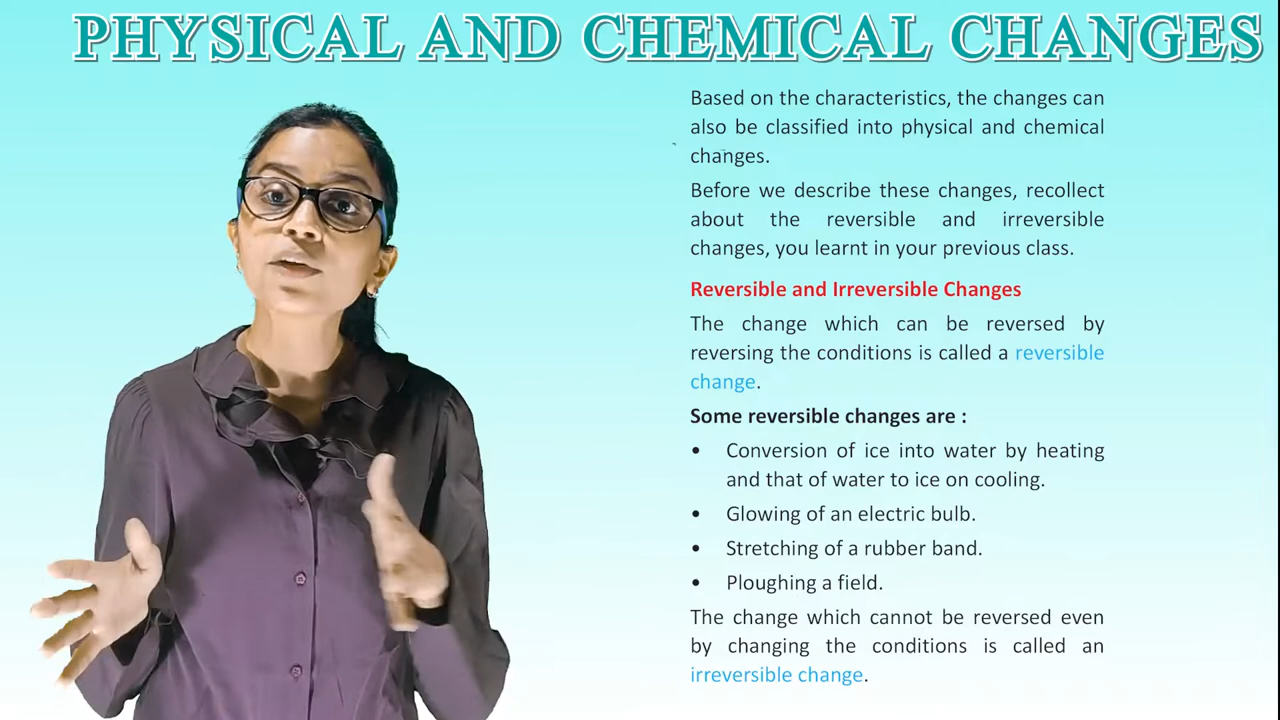 PHYSICAL AND CHEMICAL CHANGES
Based on the characteristics, the changes can
also be classified into physical and chemical
changes.
Before we describe these changes, recollect
about the reversible and irreversible
changes, you learnt in your previous class.
Reversible and Irreversible Changes
The change which can be reversed by
reversing the conditions is called a reversible
change.
Some reversible changes are :
• Conversion of ice into water by heating
and that of water to ice on cooling.
• Glowing of an electric bulb.
• Stretching of a rubber band.
• Ploughing a field.
The change which cannot be reversed even
by changing the conditions is called an
irreversible change.